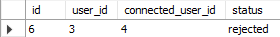 id user_id connected_user_id status
6 3 4 rejected